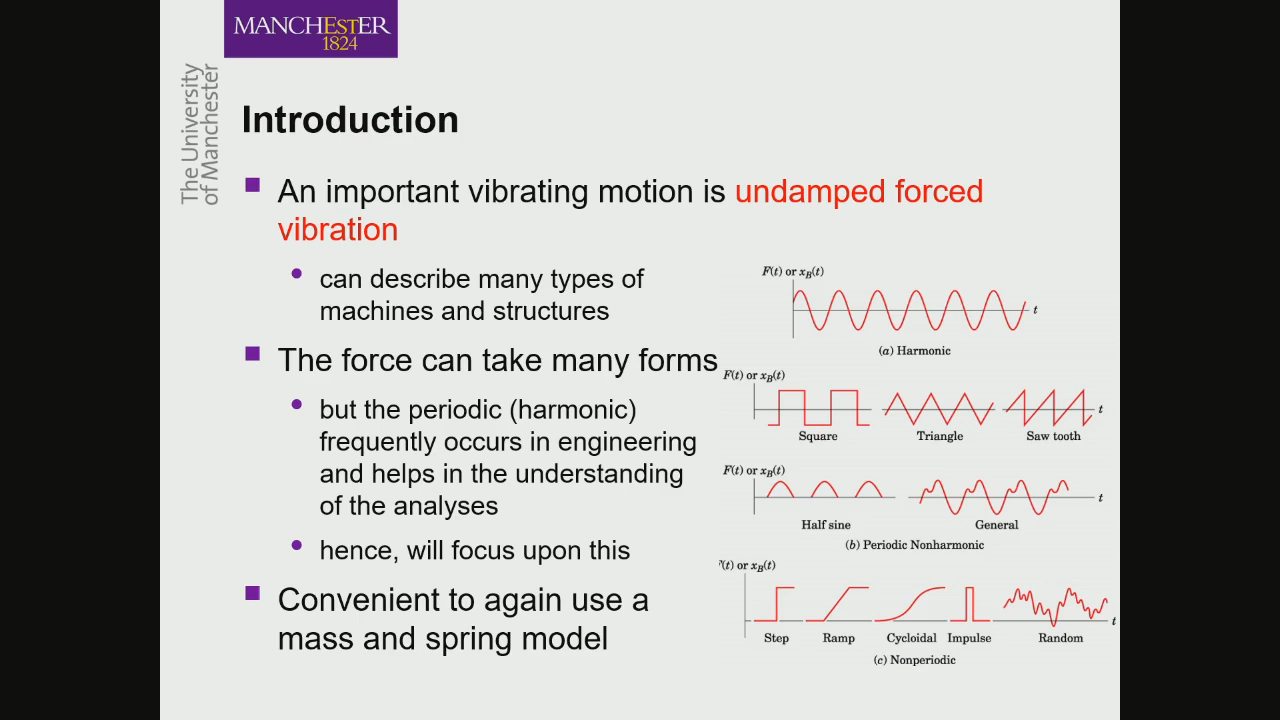 MANCHESTER
1824
The University
of Manchester
Introduction
An important vibrating motion is undamped forced
vibration
can describe many types of
machines and structures
The force can take many forms
but the periodic (harmonic)
frequently occurs in engineering
and helps in the understanding
of the analyses
hence, will focus upon this
Convenient to again use a
mass and spring model
F(t) or x_B(t)
t
(a) Harmonic
F(t) or x_B(t)
t
Square Triangle Saw tooth
F(t) or x_B(t)
t
Half sine General
(b) Periodic Nonharmonic
(t) or x_B(t)
t
Step Ramp Cycloidal Impulse Random
(c) Nonperiodic